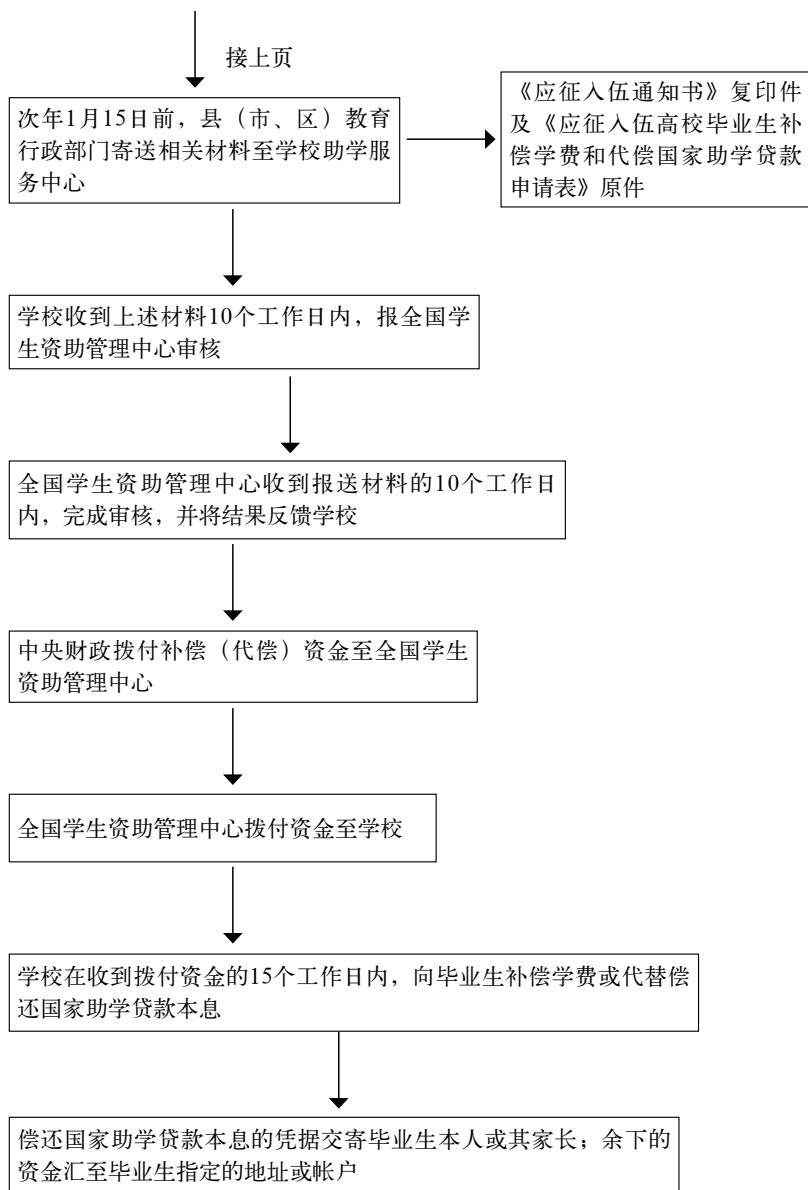 接上页
次年1月15日前，县（市、区）教育
行政部门寄送相关材料至学校助学服
务中心
《应征入伍通知书》复印件
及《应征入伍高校毕业生补
偿学费和代偿国家助学贷款
申请表》原件
学校收到上述材料10个工作日内，报全国学
生资助管理中心审核
全国学生资助管理中心收到报送材料的10个工作日
内，完成审核，并将结果反馈学校
中央财政拨付补偿（代偿）资金至全国学生
资助管理中心
全国学生资助管理中心拨付资金至学校
学校在收到拨付资金的15个工作日内，向毕业生补偿学费或代替偿
还国家助学贷款本息
偿还国家助学贷款本息的凭据交寄毕业生本人或其家长；余下的
资金汇至毕业生指定的地址或帐户